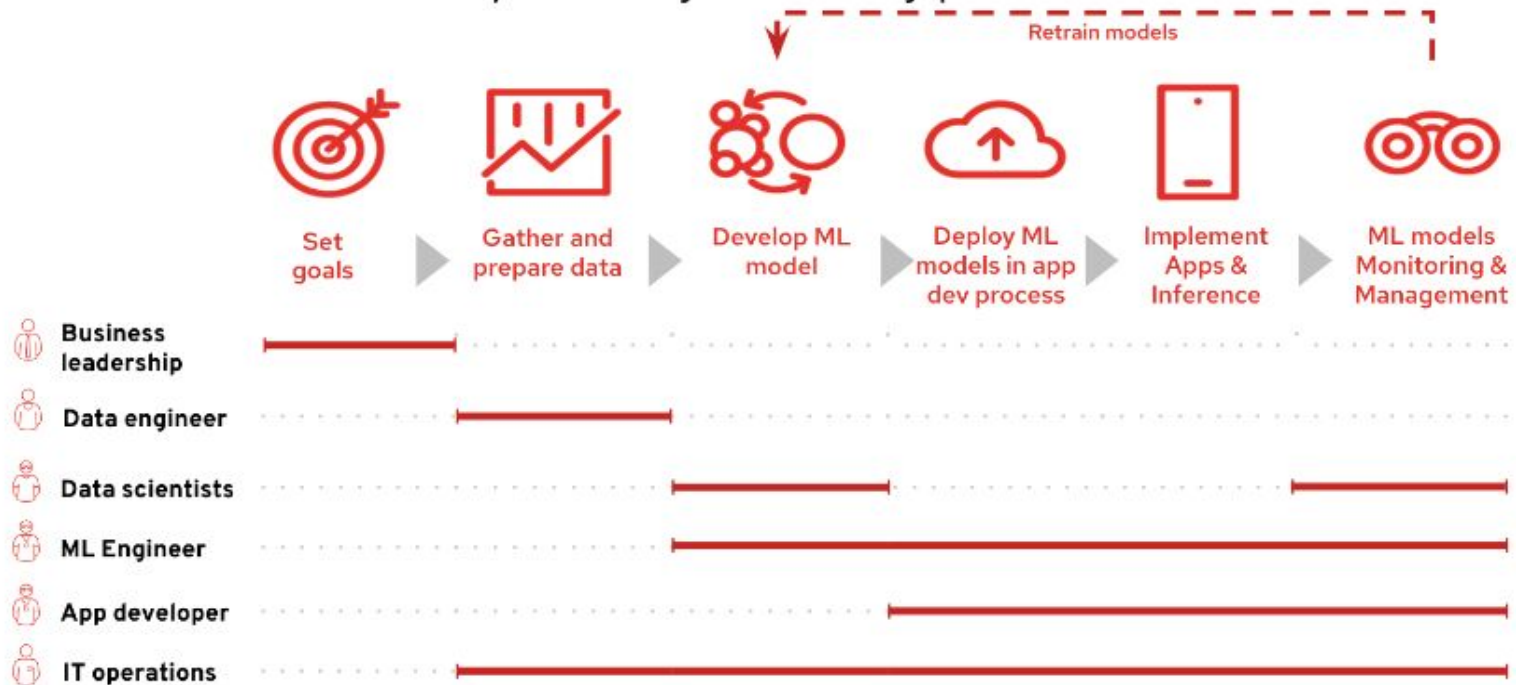 Retrain models
Set
goals
Gather and
prepare data
Develop ML
model
Deploy ML
models in app
dev process
Implement
Apps &
Inference
ML models
Monitoring &
Management
Business
leadership
Data engineer
Data scientists
ML Engineer
App developer
IT operations